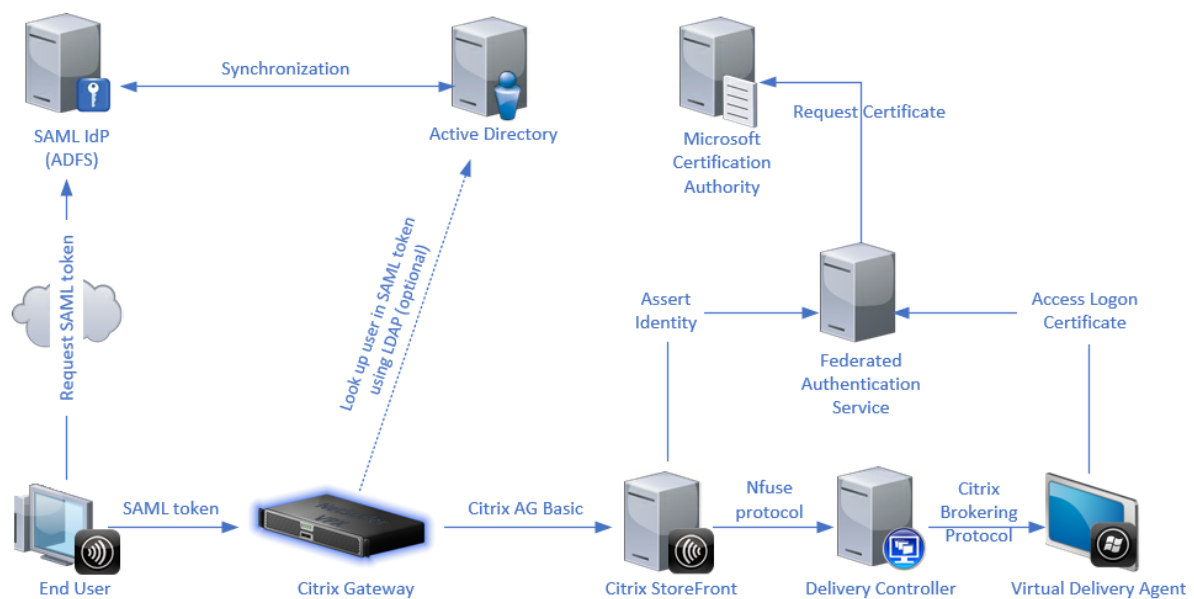 Synchronization
SAML IdP
(ADFS)
Active Directory
Microsoft
Certification
Authority
Request Certificate
Request SAML token
Look up user in SAML token
using LDAP (optional)
Assert
Identity
Federated
Authentication
Service
Access Logon
Certificate
SAML token
Citrix AG Basic
Nfuse
protocol
Citrix
Brokering
Protocol
End User
Citrix Gateway
Citrix StoreFront
Delivery Controller
Virtual Delivery Agent